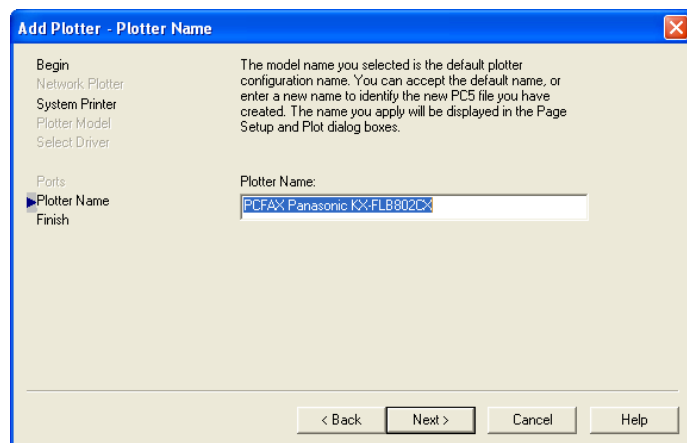 Add Plotter - Plotter Name
Begin
Network Plotter
System Printer
Plotter Model
Select Driver
Ports
Plotter Name
Finish
The model name you selected is the default plotter
configuration name. You can accept the default name, or
enter a new name to identify the new PC5 file you have
created. The name you apply will be displayed in the Page
Setup and Plot dialog boxes.
Plotter Name:
PCFAX Panasonic KX-FLB802CX
< Back
Next >
Cancel
Help